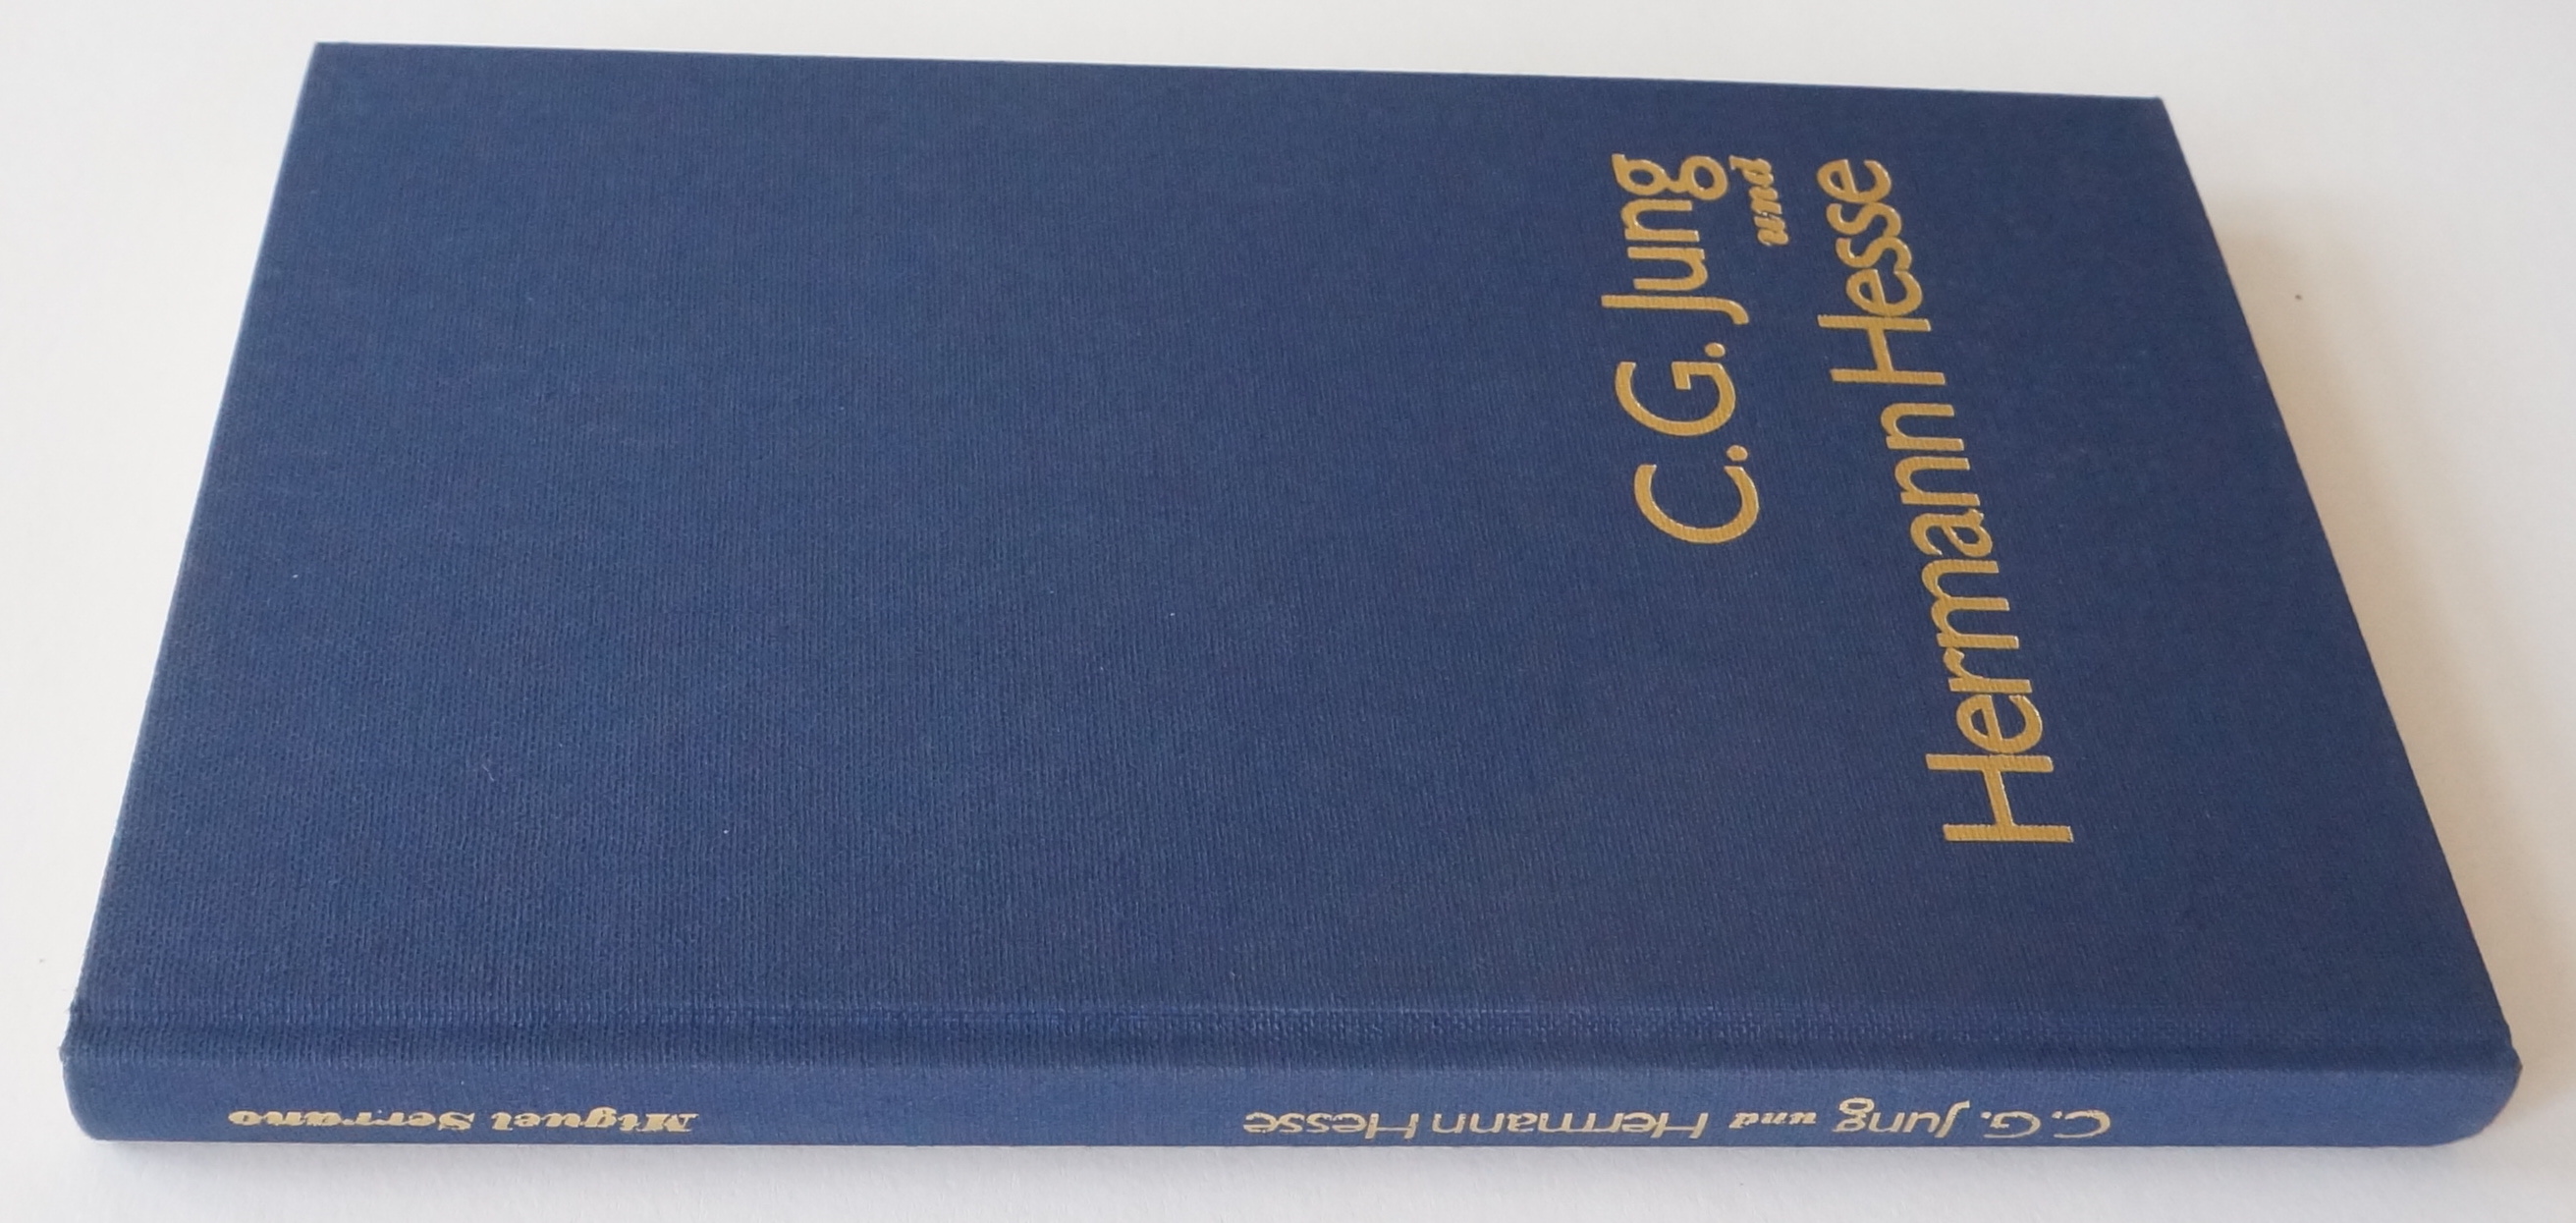 C. G. Jung
und
Hermann Hesse
C. G. Jung und Hermann Hesse
Miguel Serrano